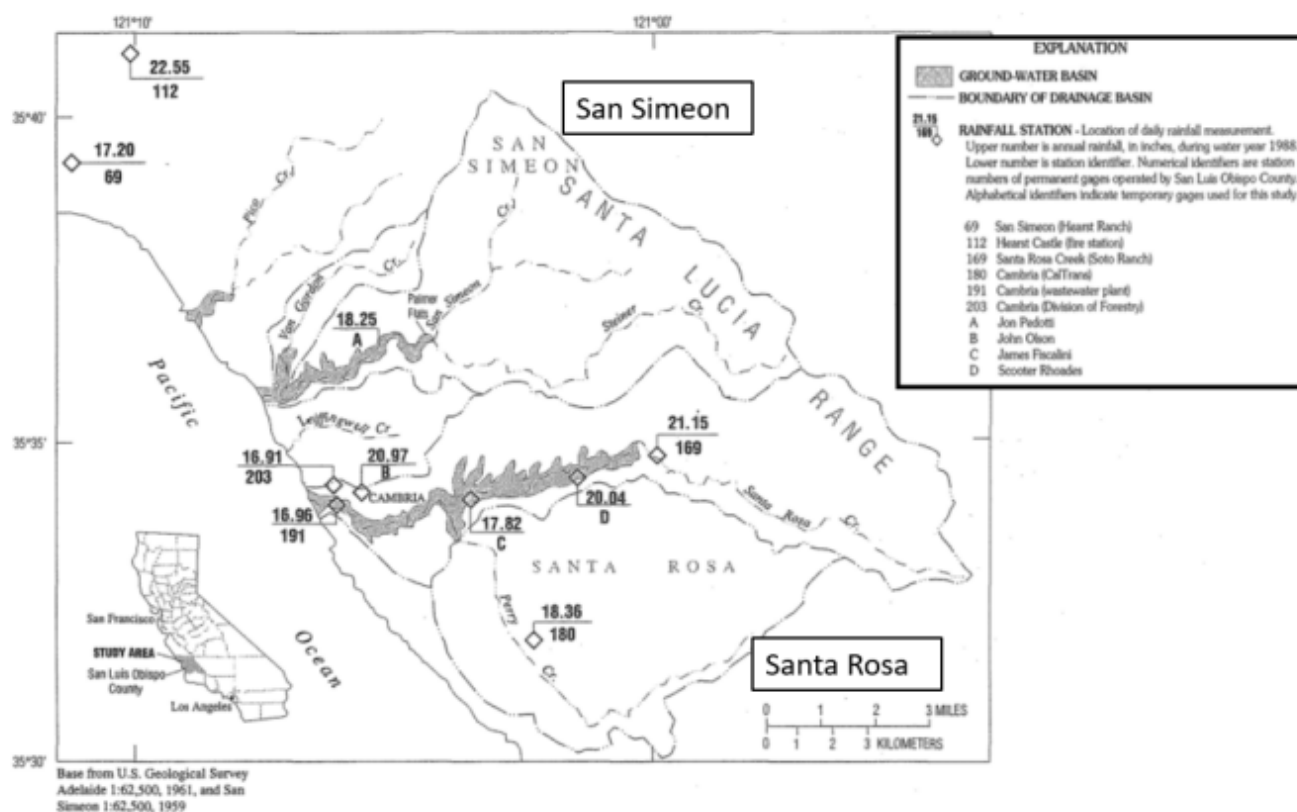 121°10'
121°00'
22.55
112
San Simeon
EXPLANATION
GROUND-WATER BASIN
BOUNDARY OF DRAINAGE BASIN
21.15
169
RAINFALL STATION - Location of daily rainfall measurement.
Upper number is annual rainfall, in inches, during water year 1988.
Lower number is station identifier. Numerical identifiers are station
numbers of permanent gages operated by San Luis Obispo County.
Alphabetical identifiers indicate temporary gages used for this study.
69 San Simeon (Hearst Ranch)
112 Hearst Castle (fire station)
169 Santa Rosa Creek (Soto Ranch)
180 Cambria (CalTrans)
191 Cambria (wastewater plant)
203 Cambria (Division of Forestry)
A Jon Pedotti
B John Olson
C James Fiscalini
D Scooter Rhoades
35°40'
17.20
69
SAN
SIMEON
SANTA
LUCIA
RANGE
Pico Cr.
Van Gordon Cr.
Palmer
Flats
San Simeon Cr.
Steiner Cr.
18.25
A
Pacific
Ocean
35°35'
Leffingwell Cr.
16.91
203
20.97
B
CAMBRIA
16.96
191
17.82
C
20.04
D
21.15
169
Santa Rosa Cr.
SANTA ROSA
Perry Cr.
18.36
180
Santa Rosa
San Francisco
STUDY AREA
San Luis Obispo
County
Los Angeles
0 1 2 3 MILES
0 1 2 3 KILOMETERS
35°30'
Base from U.S. Geological Survey
Adelaide 1:62,500, 1961, and San
Simeon 1:62,500, 1959